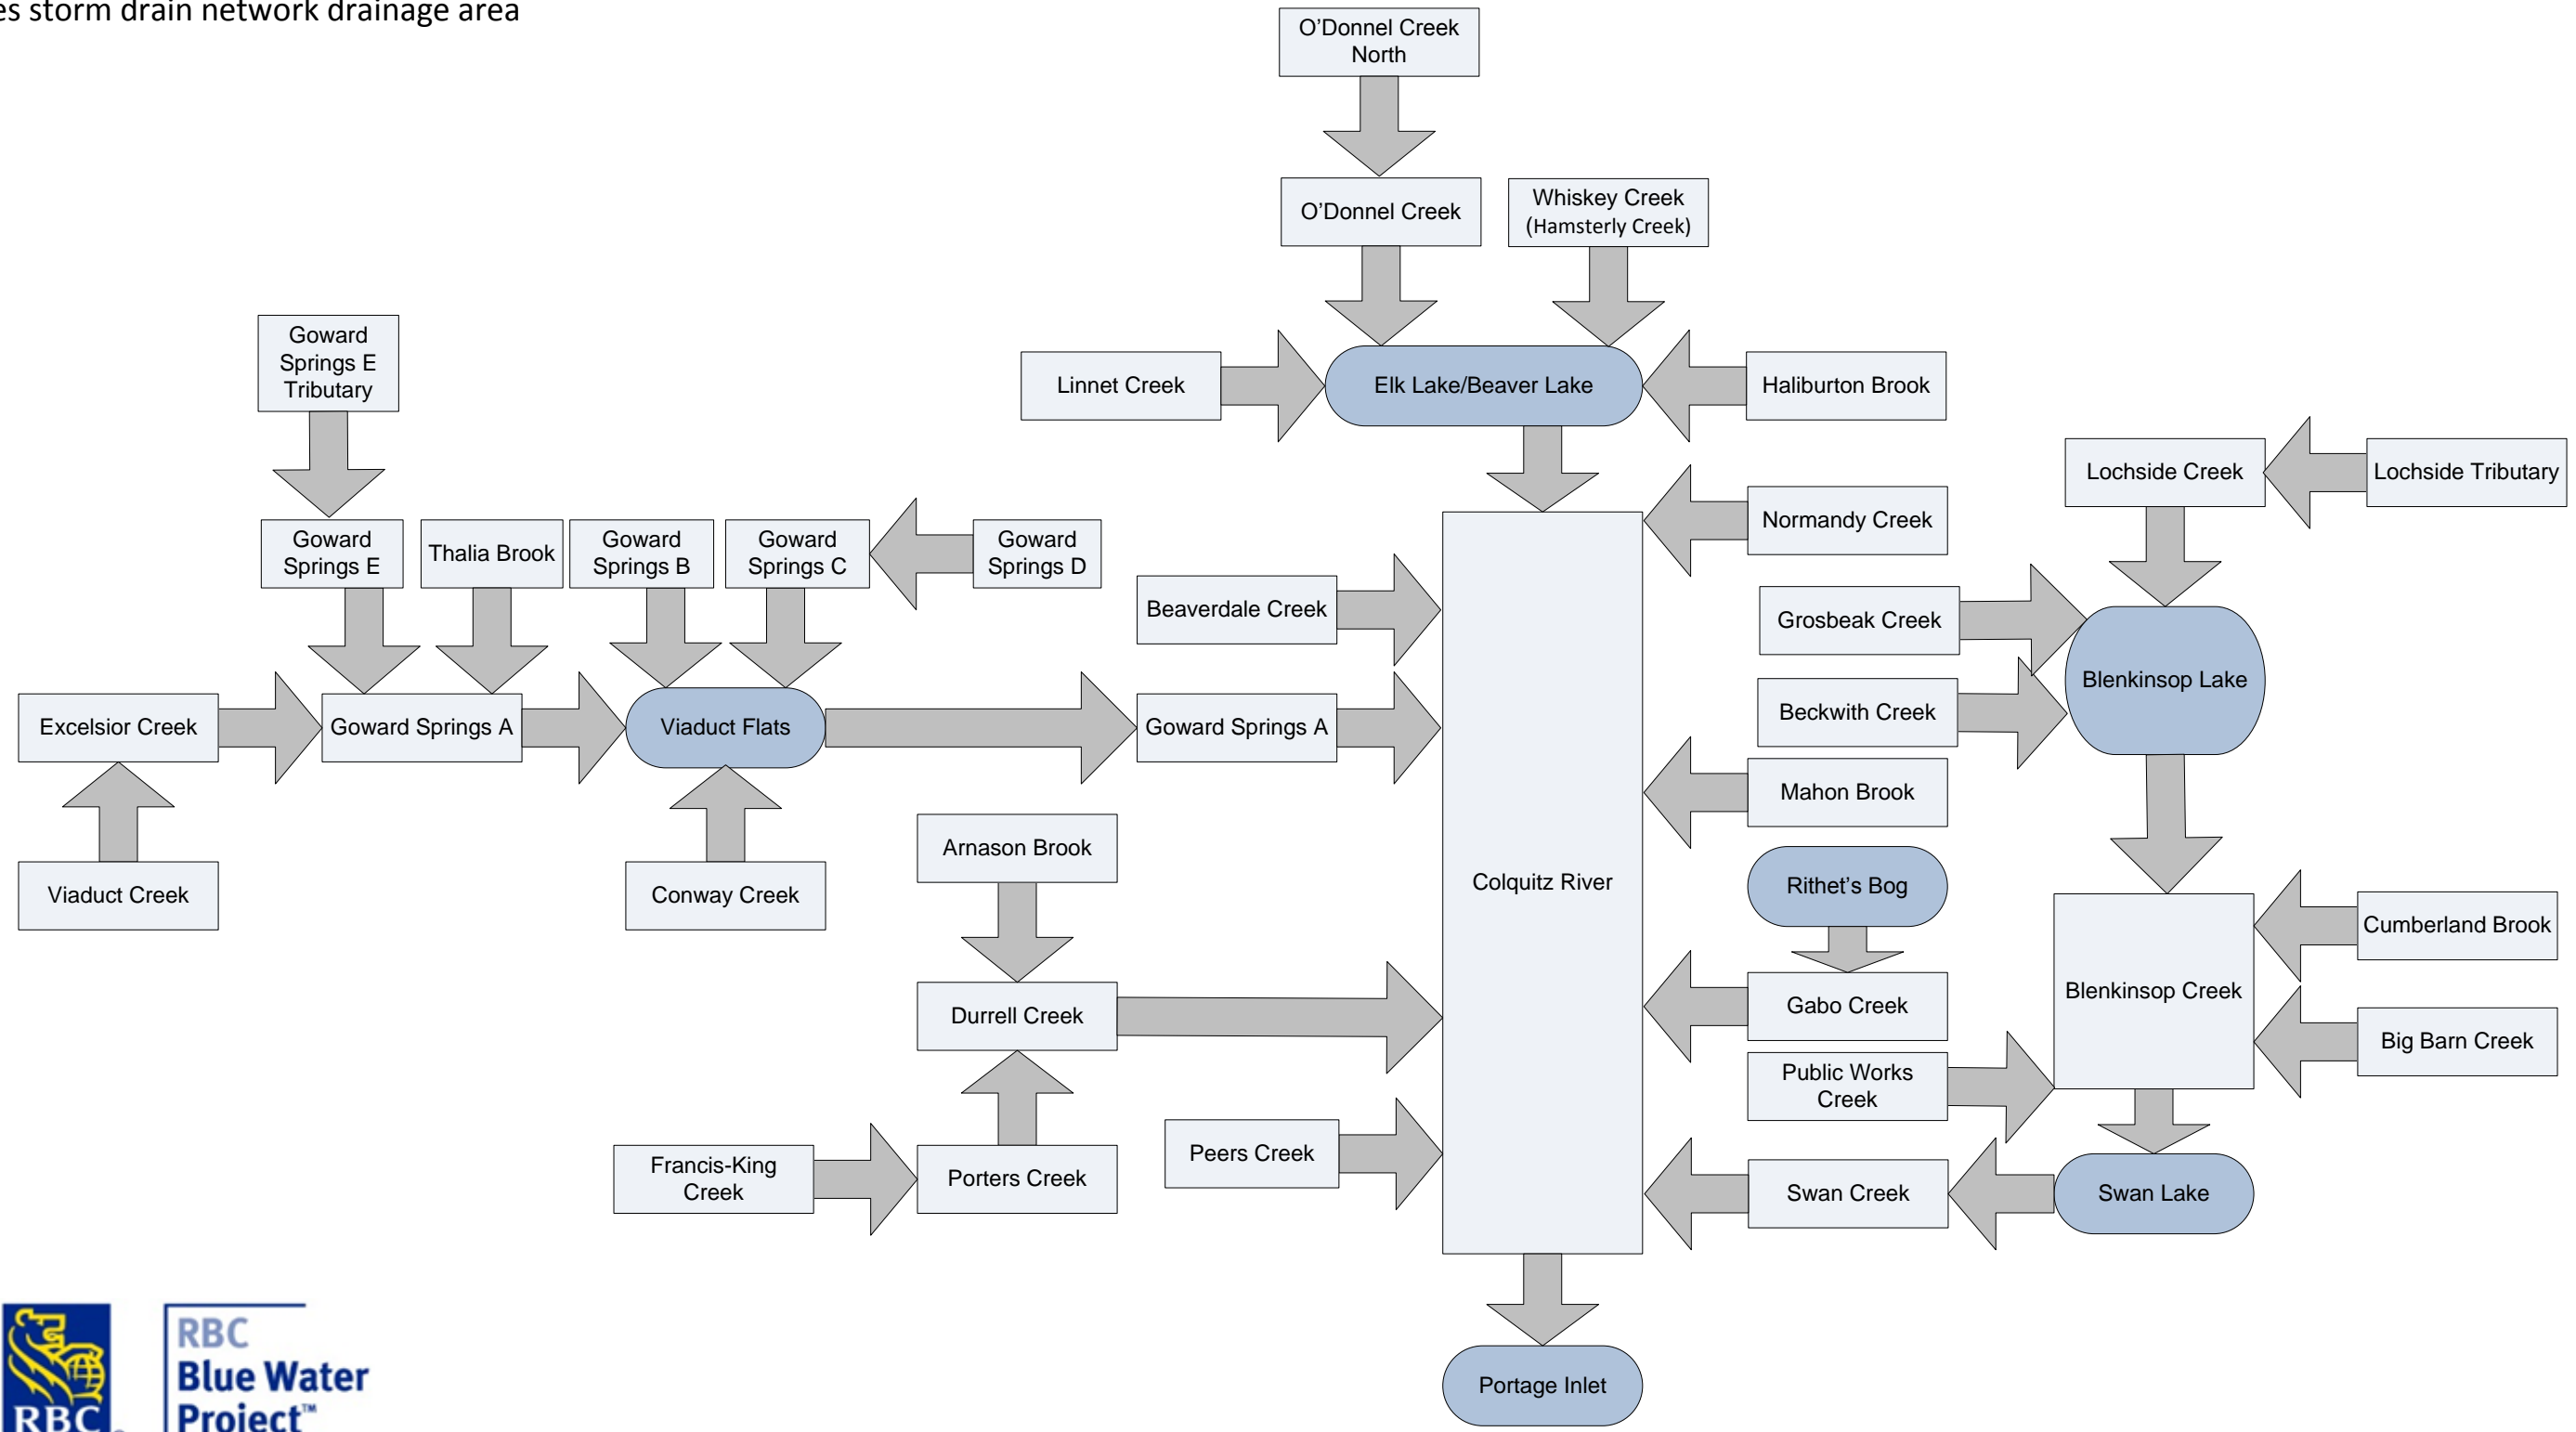 es storm drain network drainage area
O'Donnel Creek
North
O'Donnel Creek
Whiskey Creek
(Hamsterly Creek)
Goward
Springs E
Tributary
Linnet Creek
Elk Lake/Beaver Lake
Haliburton Brook
Lochside Creek
Lochside Tributary
Normandy Creek
Goward
Springs E
Thalia Brook
Goward
Springs B
Goward
Springs C
Goward
Springs D
Beaverdale Creek
Grosbeak Creek
Blenkinsop Lake
Beckwith Creek
Excelsior Creek
Goward Springs A
Viaduct Flats
Goward Springs A
Mahon Brook
Arnason Brook
Colquitz River
Rithet's Bog
Viaduct Creek
Conway Creek
Cumberland Brook
Blenkinsop Creek
Durrell Creek
Gabo Creek
Big Barn Creek
Public Works
Creek
Francis-King
Creek
Porters Creek
Peers Creek
Swan Creek
Swan Lake
Portage Inlet
RBC
RBC
Blue Water
Project™